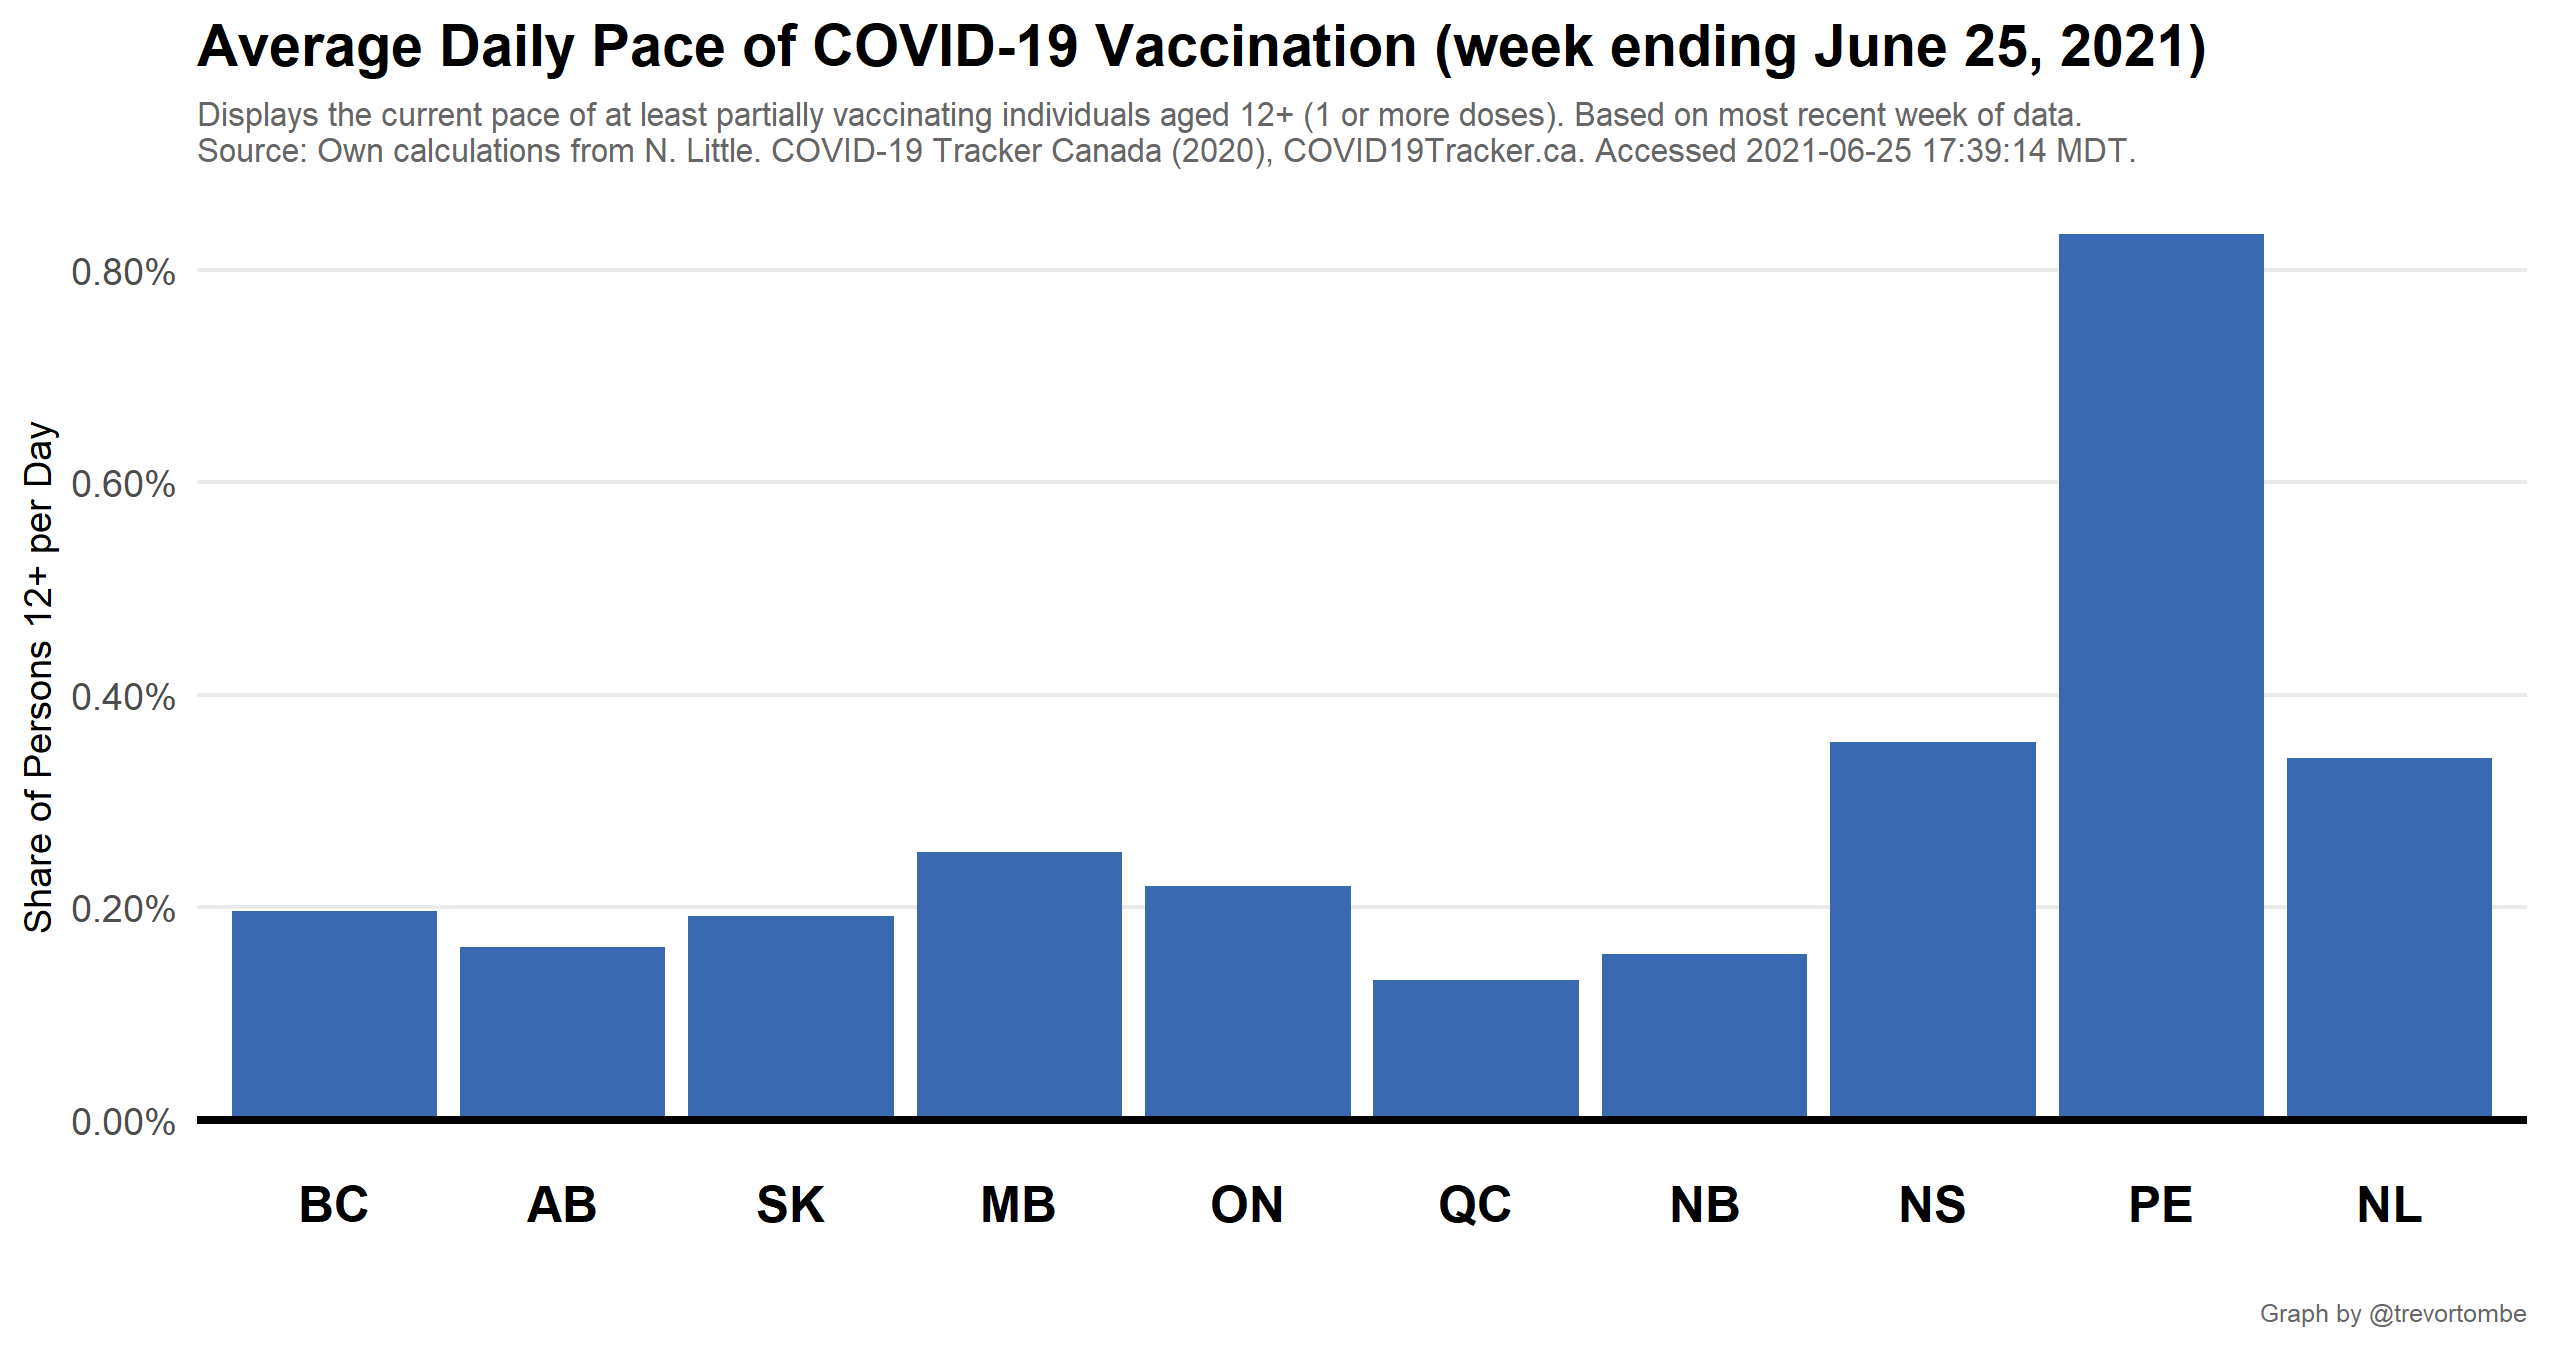 Average Daily Pace of COVID-19 Vaccination (week ending June 25, 2021)
Displays the current pace of at least partially vaccinating individuals aged 12+ (1 or more doses). Based on most recent week of data.
Source: Own calculations from N. Little. COVID-19 Tracker Canada (2020), COVID19Tracker.ca. Accessed 2021-06-25 17:39:14 MDT.
Share of Persons 12+ per Day
0.80%
0.60%
0.40%
0.20%
0.00%
BC AB SK MB ON QC NB NS PE NL
Graph by @trevortombe